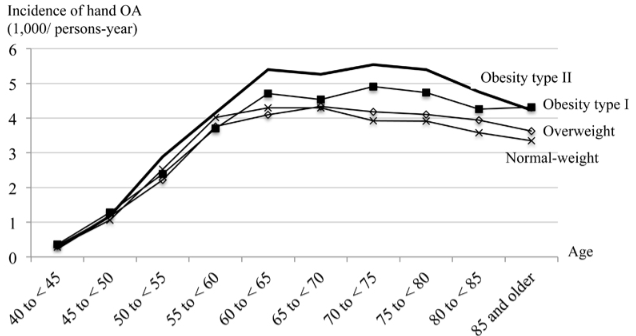 Incidence of hand OA
(1,000/ persons-year)
6
5
4
3
2
1
0
Obesity type II
Obesity type I
Overweight
Normal-weight
Age
40 to < 45
45 to < 50
50 to < 55
55 to < 60
60 to < 65
65 to < 70
70 to < 75
75 to < 80
80 to < 85
85 and older